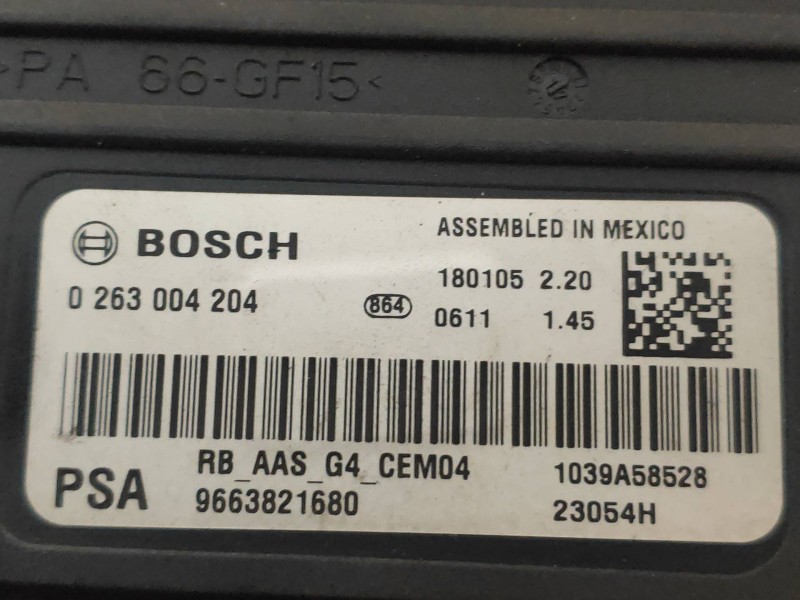 >PA 66-GF15<
BOSCH
ASSEMBLED IN MEXICO
0 263 004 204
864
180105 2.20
0611 1.45
PSA
RB_AAS_G4_CEM04
9663821680
1039A58528
23054H